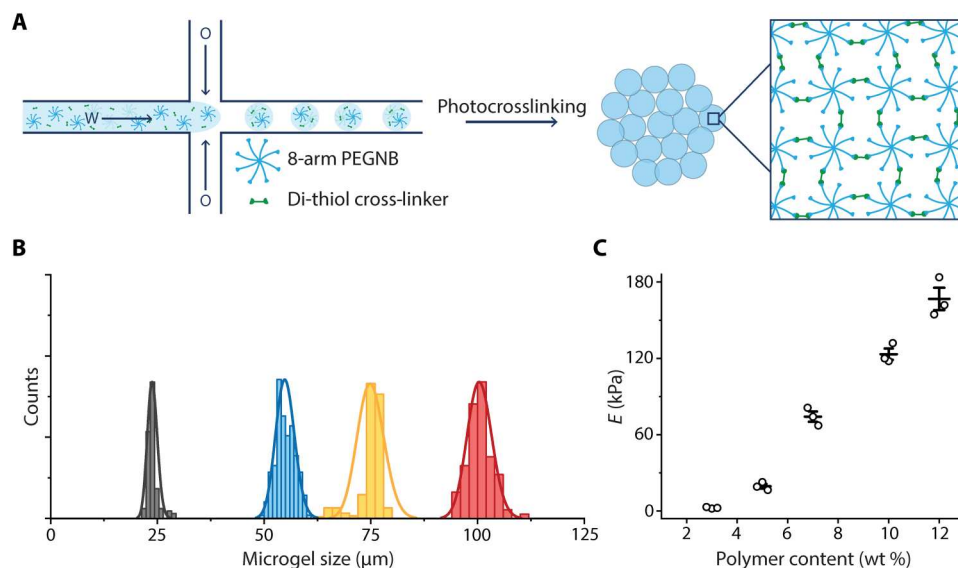 A
O
W
Photocrosslinking
8-arm PEGNB
Di-thiol cross-linker
O
B
Counts
0 25 50 75 100 125
Microgel size (μm)
C
180
120
60
0
E (kPa)
2 4 6 8 10 12
Polymer content (wt %)